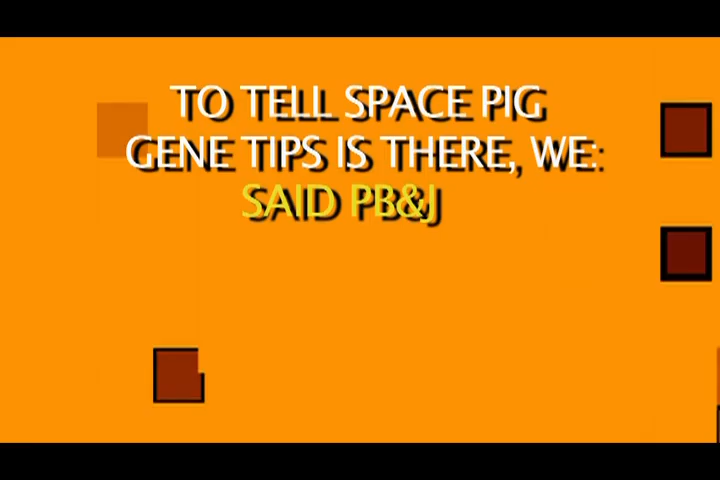 TO TELL SPACE PIG
GENE TIPS IS THERE, WE:
SAID PB&J